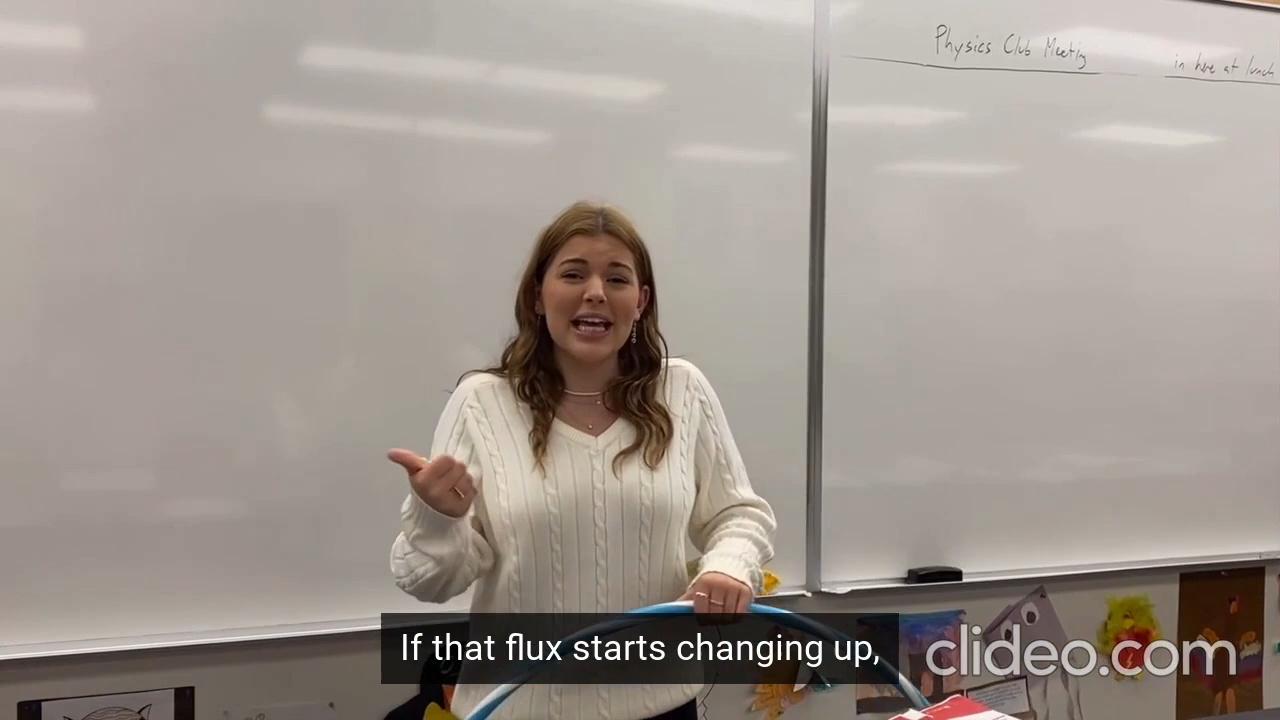 Physics Club Meeting in here at lunch
If that flux starts changing up,
clideo.com